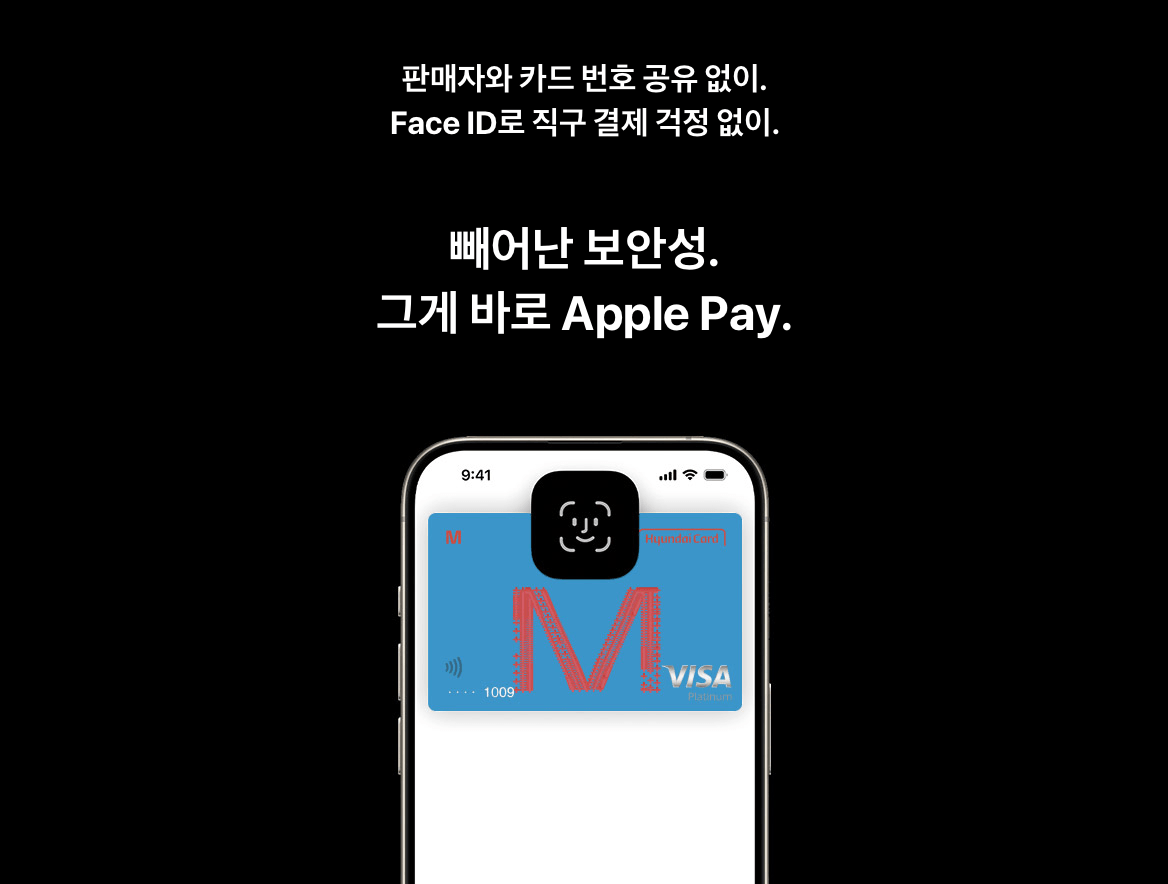 판매자와 카드 번호 공유 없이.
Face ID로 직구 결제 걱정 없이.
빼어난 보안성.
그게 바로 Apple Pay.
9:41
M
Hyundai Card
M
VISA
Platinum
···· 1009